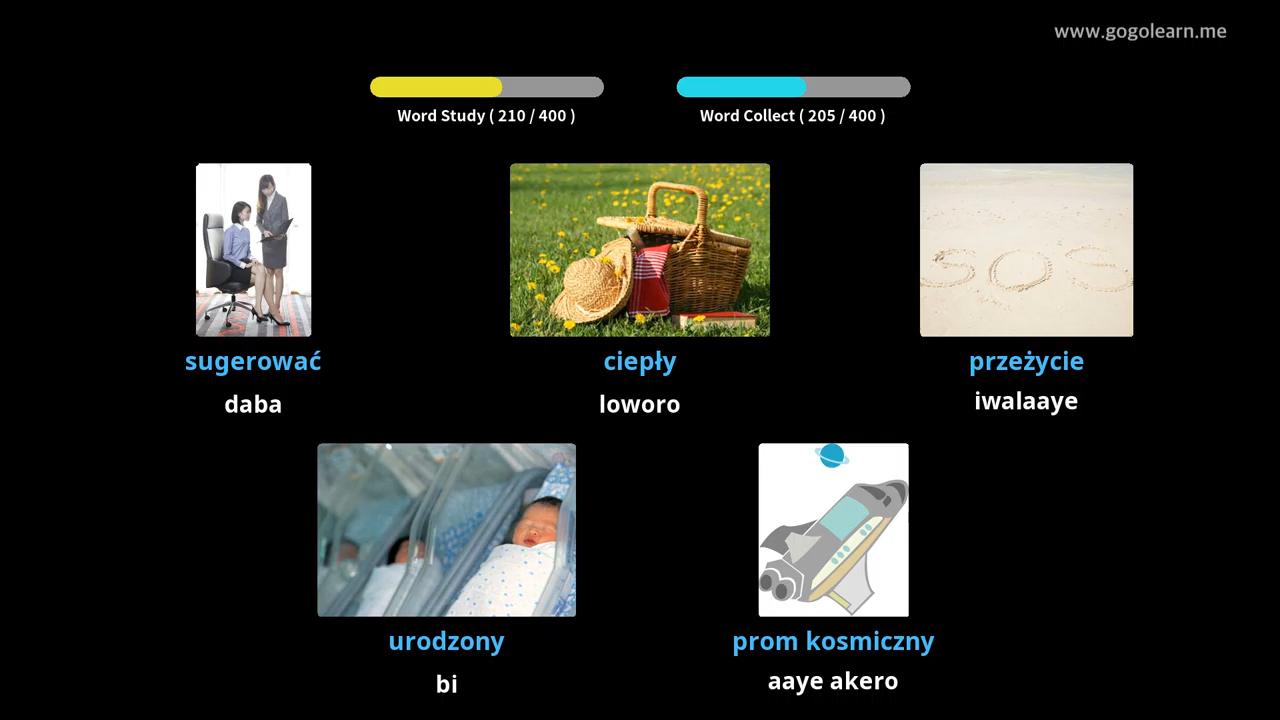 www.gogolearn.me
Word Study ( 210 / 400 )
Word Collect ( 205 / 400 )
SOS
sugerować
ciepły
przeżycie
daba
loworo
iwalaaye
urodzony
prom kosmiczny
bi
aaye akero